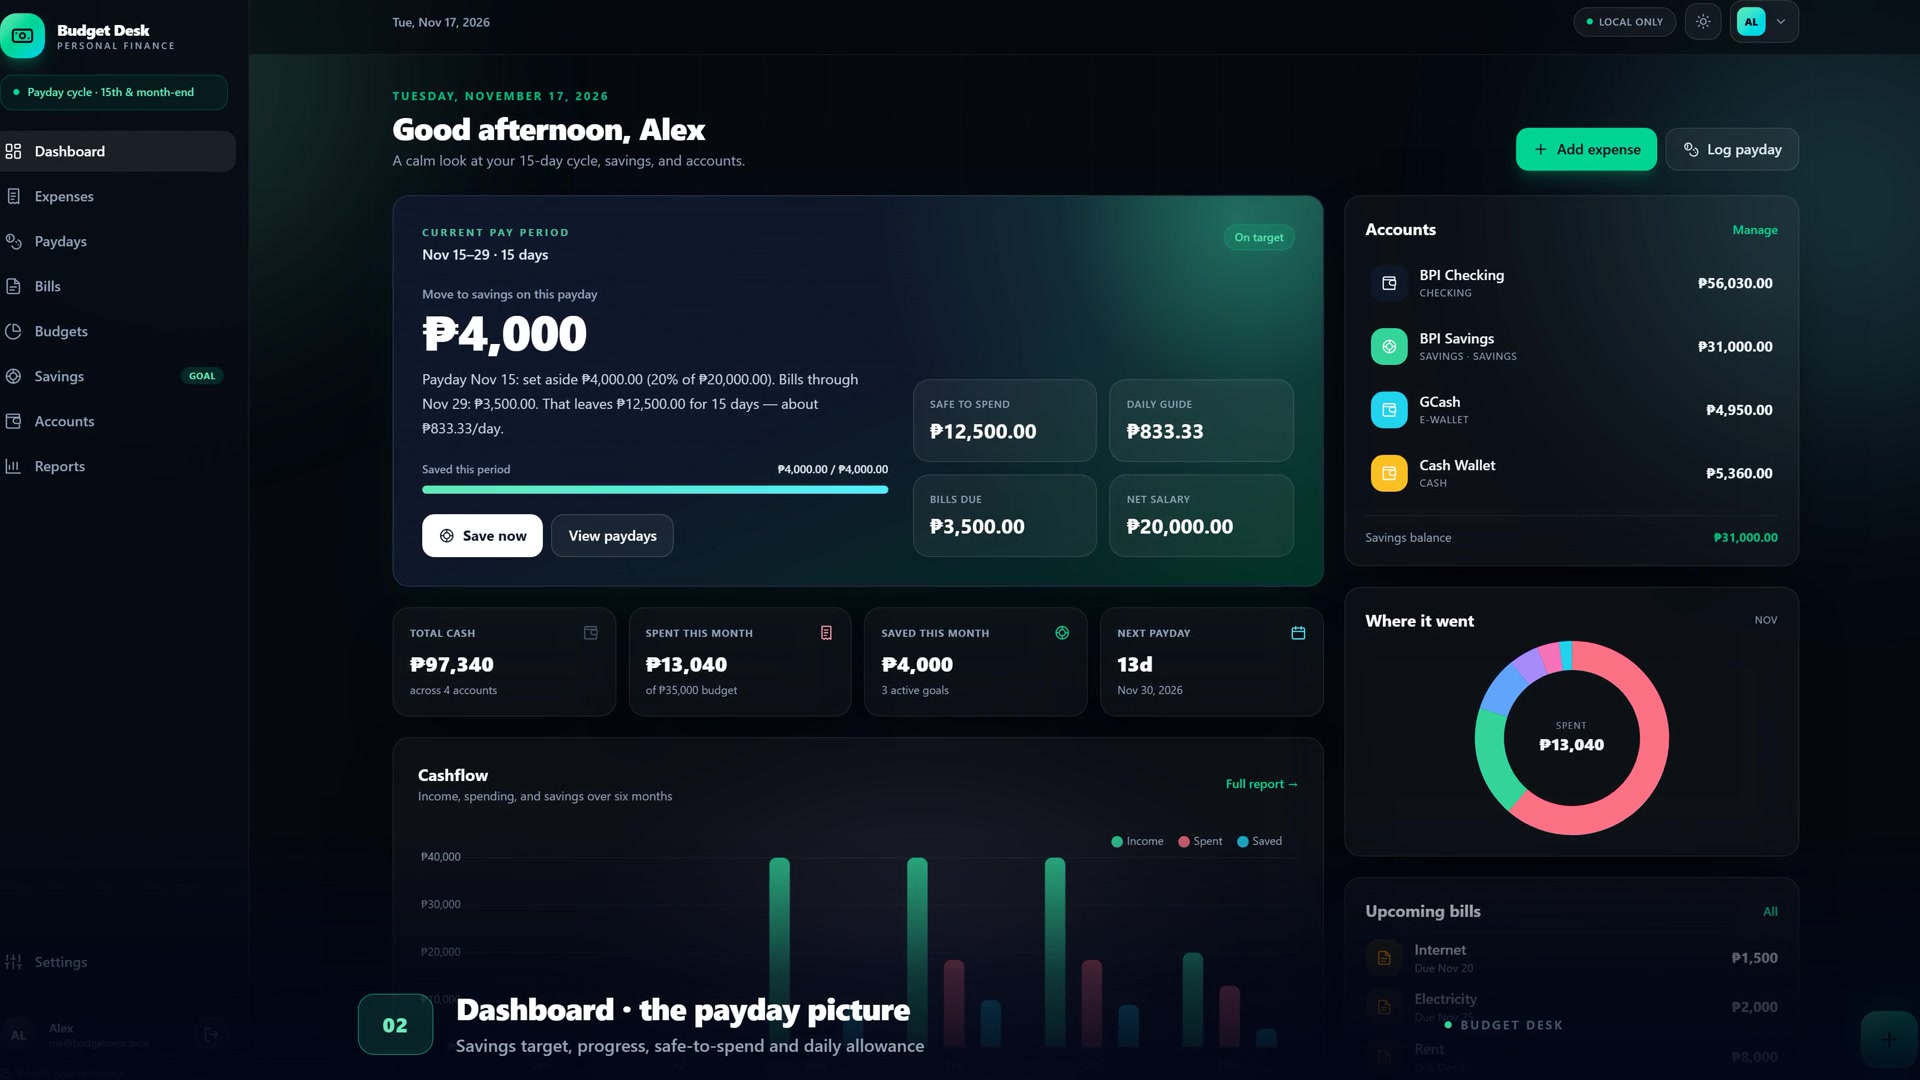 Budget Desk
PERSONAL FINANCE
Payday cycle · 15th & month-end
Dashboard
Expenses
Paydays
Bills
Budgets
Savings
GOAL
Accounts
Reports
Settings
AL
Alex
me@budgetdesk.local
Tue, Nov 17, 2026
LOCAL ONLY
AL
TUESDAY, NOVEMBER 17, 2026
Good afternoon, Alex
A calm look at your 15-day cycle, savings, and accounts.
Add expense
Log payday
CURRENT PAY PERIOD
Nov 15–29 · 15 days
On target
Move to savings on this payday
₱4,000
Payday Nov 15: set aside ₱4,000.00 (20% of ₱20,000.00). Bills through
Nov 29: ₱3,500.00. That leaves ₱12,500.00 for 15 days — about
₱833.33/day.
Saved this period
₱4,000.00 / ₱4,000.00
Save now
View paydays
SAFE TO SPEND
₱12,500.00
DAILY GUIDE
₱833.33
BILLS DUE
₱3,500.00
NET SALARY
₱20,000.00
TOTAL CASH
₱97,340
across 4 accounts
SPENT THIS MONTH
₱13,040
of ₱35,000 budget
SAVED THIS MONTH
₱4,000
3 active goals
NEXT PAYDAY
13d
Nov 30, 2026
Cashflow
Income, spending, and savings over six months
Full report →
Income
Spent
Saved
₱40,000
₱30,000
₱20,000
₱10,000
Aug
Sep
Oct
Nov
Accounts
Manage
BPI Checking
CHECKING
₱56,030.00
BPI Savings
SAVINGS · SAVINGS
₱31,000.00
GCash
E-WALLET
₱4,950.00
Cash Wallet
CASH
₱5,360.00
Savings balance
₱31,000.00
Where it went
NOV
SPENT
₱13,040
Upcoming bills
All
Internet
Due Nov 20
₱1,500
Electricity
Due Nov 25
₱2,000
Rent
₱8,000
02
Dashboard · the payday picture
Savings target, progress, safe-to-spend and daily allowance
BUDGET DESK